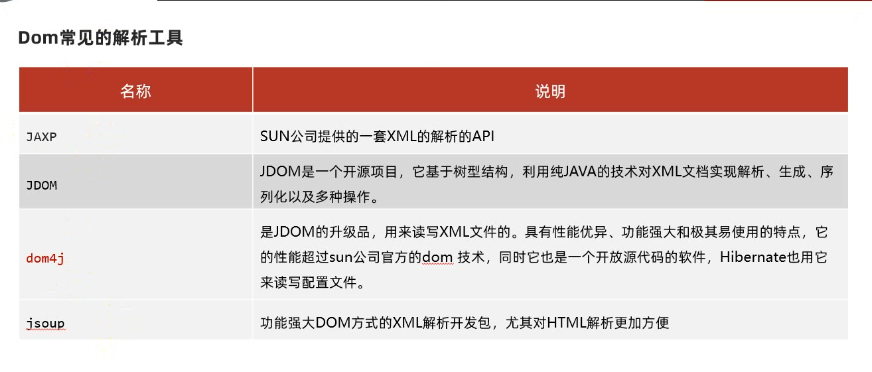 Dom常见的解析工具
名称 说明
JAXP SUN公司提供的一套XML的解析的API
JDOM JDOM是一个开源项目，它基于树型结构，利用纯JAVA的技术对XML文档实现解析、生成、序
列化以及多种操作。
是JDOM的升级品，用来读写XML文件的。具有性能优异、功能强大和极其易使用的特点，它
dom4j 的性能超过sun公司官方的dom 技术，同时它也是一个开放源代码的软件，Hibernate也用它
来读写配置文件。
jsoup 功能强大DOM方式的XML解析开发包，尤其对HTML解析更加方便